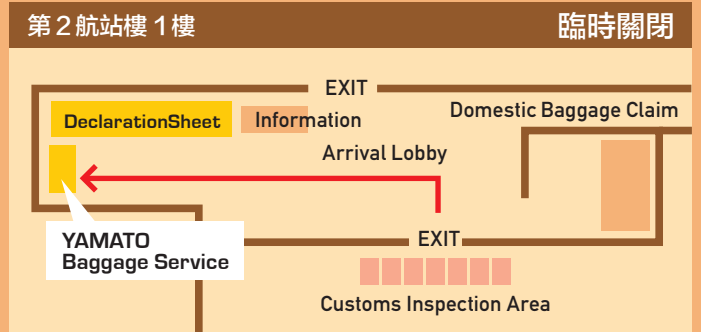 第2航站樓 1樓
臨時關閉
EXIT
DeclarationSheet
Information
Domestic Baggage Claim
Arrival Lobby
YAMATO
Baggage Service
EXIT
Customs Inspection Area